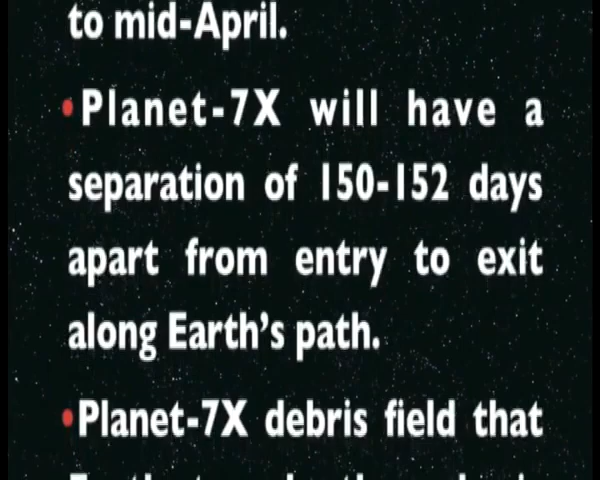 to mid-April.
•Planet-7X will have a
separation of 150-152 days
apart from entry to exit
along Earth's path.
•Planet-7X debris field that